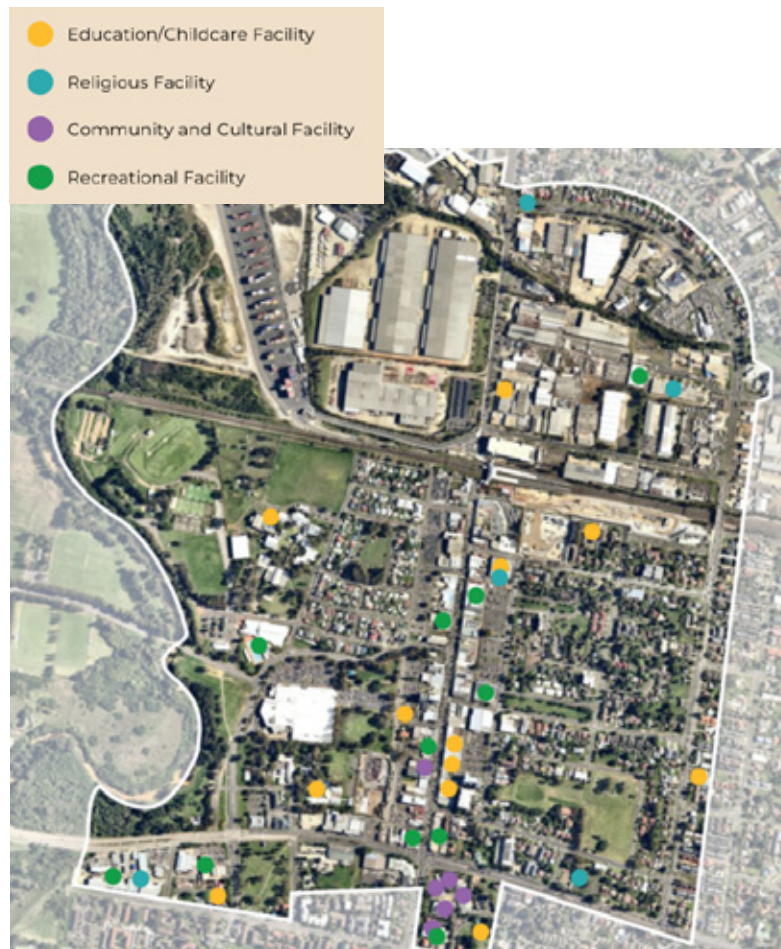 Education/Childcare Facility
Religious Facility
Community and Cultural Facility
Recreational Facility